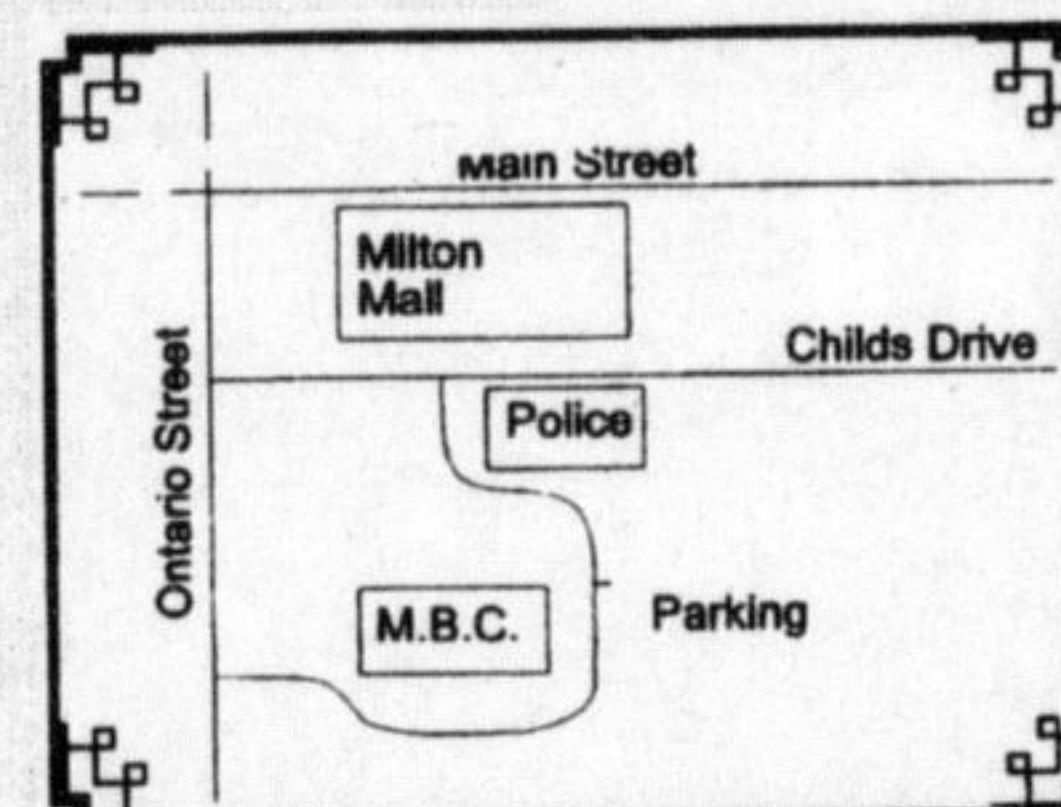 Main Street
Milton
Mall
Childs Drive
Ontario Street
Police
M.B.C.
Parking